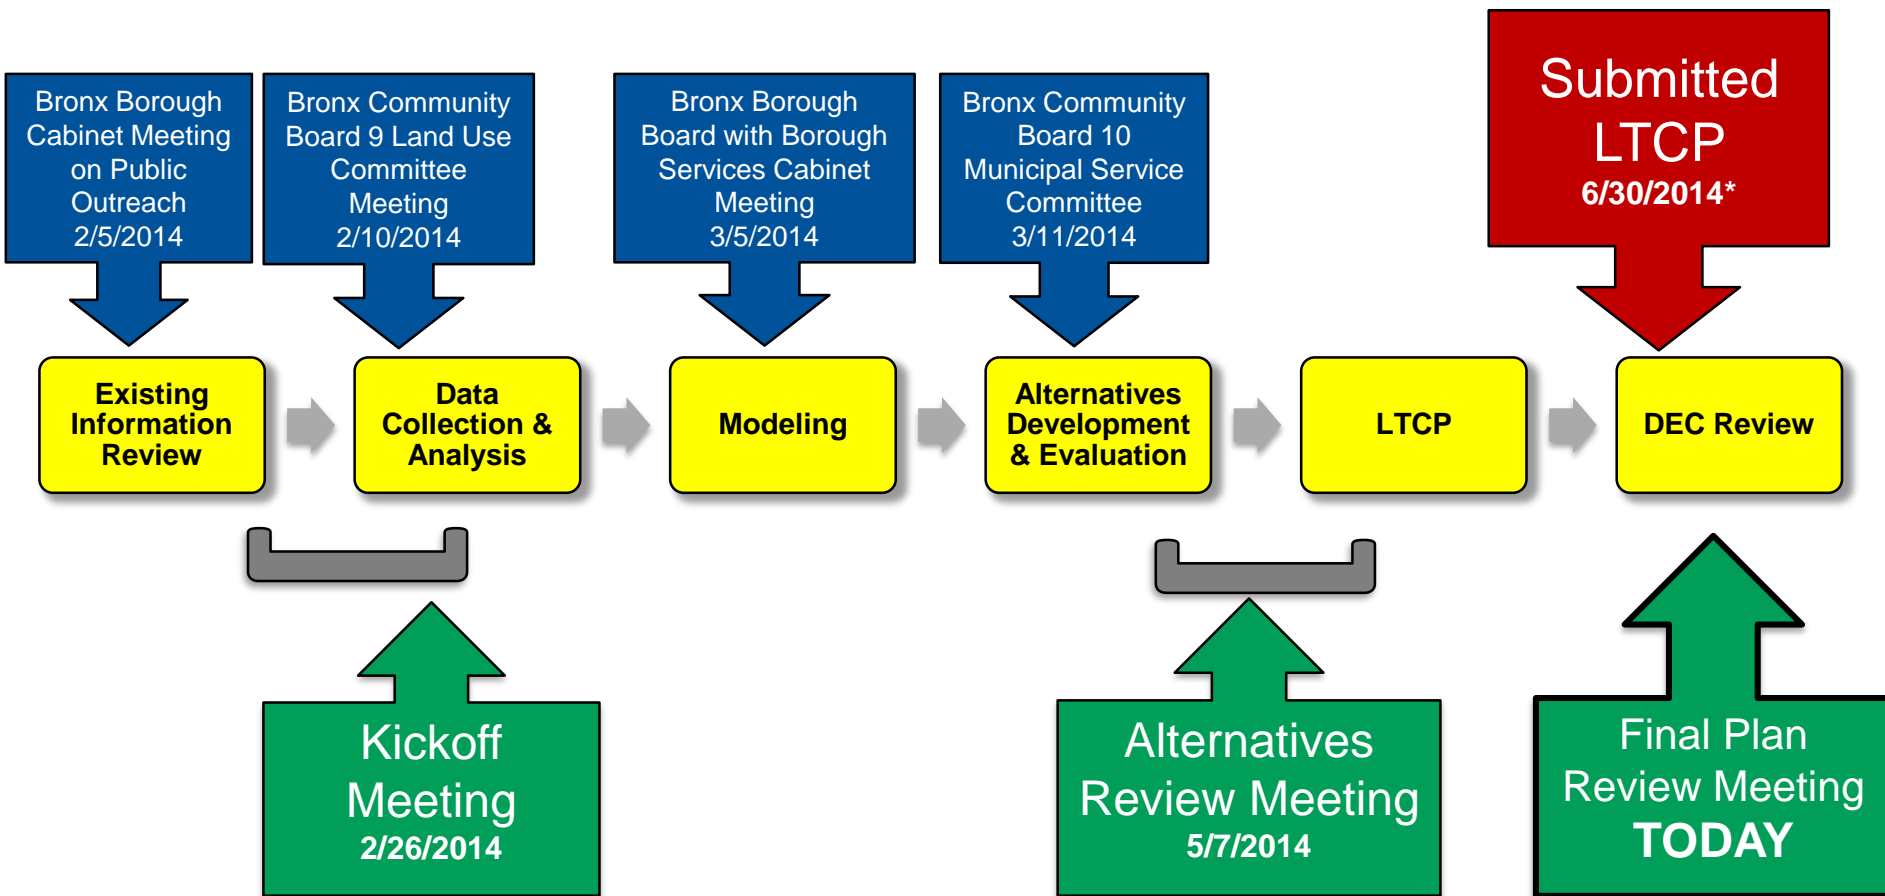 Bronx Borough
Cabinet Meeting
on Public
Outreach
2/5/2014
Bronx Community
Board 9 Land Use
Committee
Meeting
2/10/2014
Bronx Borough
Board with Borough
Services Cabinet
Meeting
3/5/2014
Bronx Community
Board 10
Municipal Service
Committee
3/11/2014
Submitted
LTCP
6/30/2014*
Existing
Information
Review
Data
Collection &
Analysis
Modeling
Alternatives
Development
& Evaluation
LTCP
DEC Review
Kickoff
Meeting
2/26/2014
Alternatives
Review Meeting
5/7/2014
Final Plan
Review Meeting
TODAY